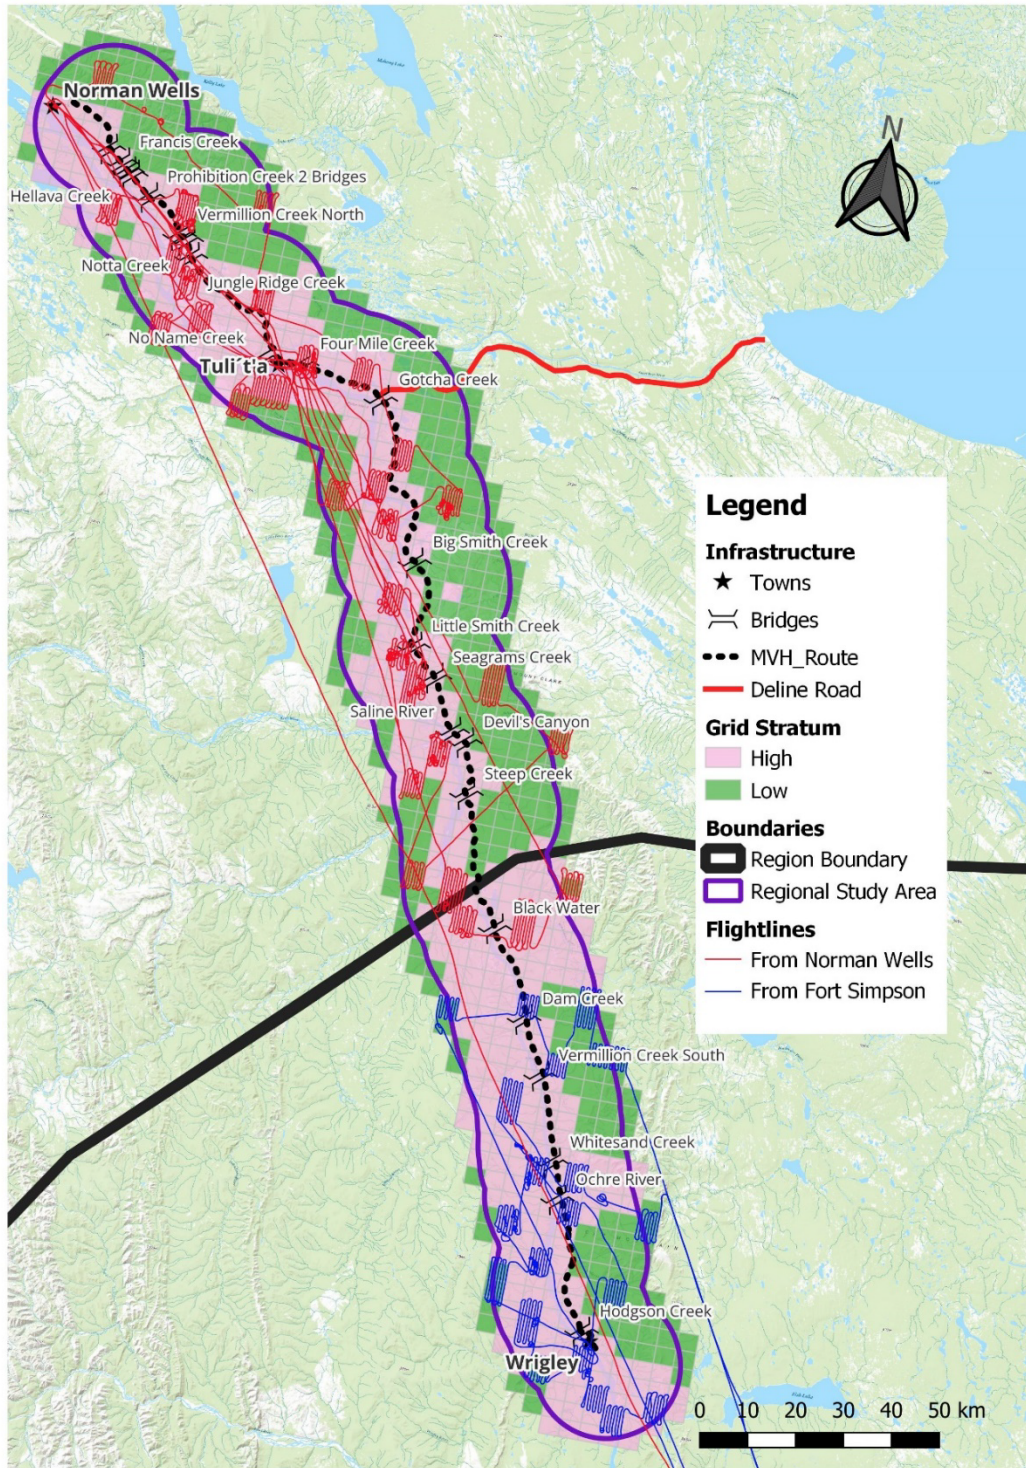 N
Norman Wells
Francis Creek
Prohibition Creek 2 Bridges
Hellava Creek
Vermillion Creek North
Notta Creek
Jungle Ridge Creek
No Name Creek
Four Mile Creek
Tuli´t'a
Gotcha Creek
Big Smith Creek
Little Smith Creek
Seagrams Creek
Saline River
Devil's Canyon
Steep Creek
Black Water
Dam Creek
Vermillion Creek South
Whitesand Creek
Ochre River
Hodgson Creek
Wrigley
Legend
Infrastructure
Towns
Bridges
MVH_Route
Deline Road
Grid Stratum
High
Low
Boundaries
Region Boundary
Regional Study Area
Flightlines
From Norman Wells
From Fort Simpson
0 10 20 30 40 50 km